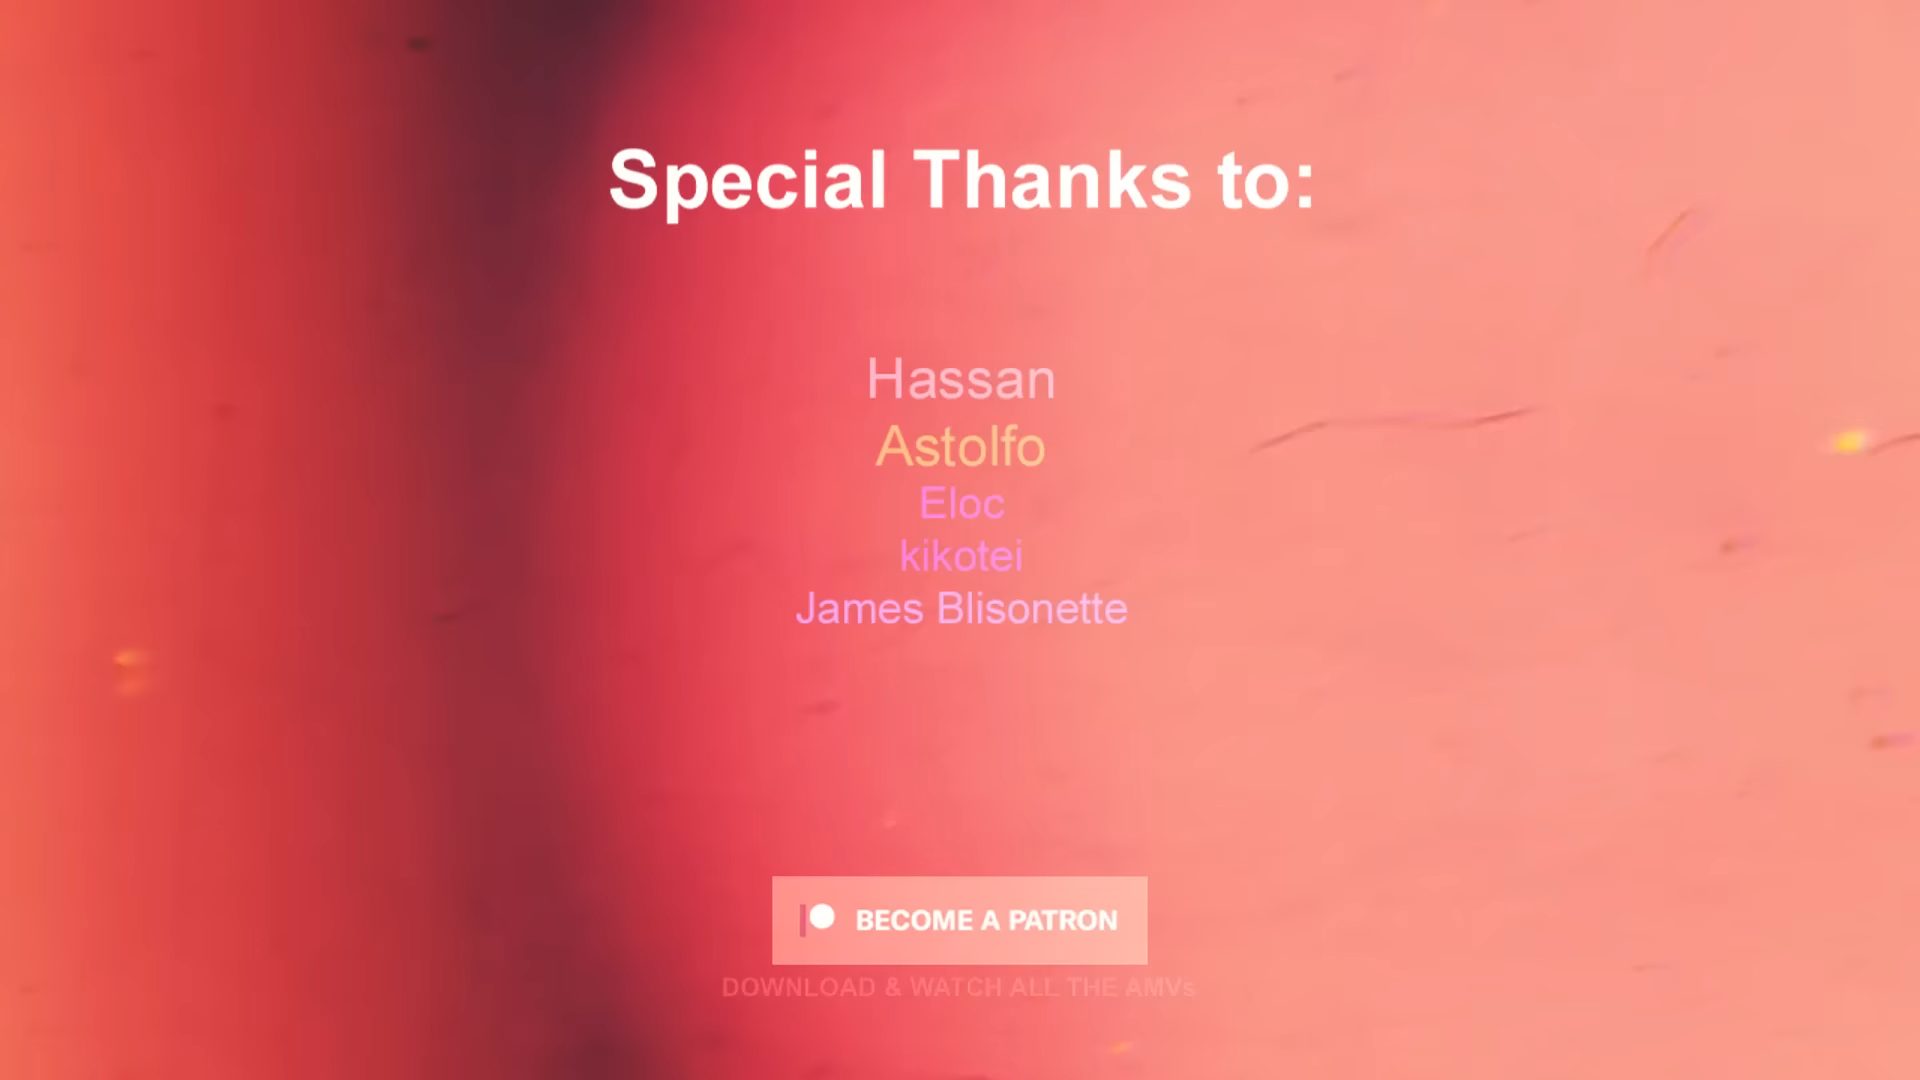 Special Thanks to:
Hassan
Astolfo
Eloc
kikotei
James Blisonette
BECOME A PATRON
DOWNLOAD & WATCH ALL THE AMVs